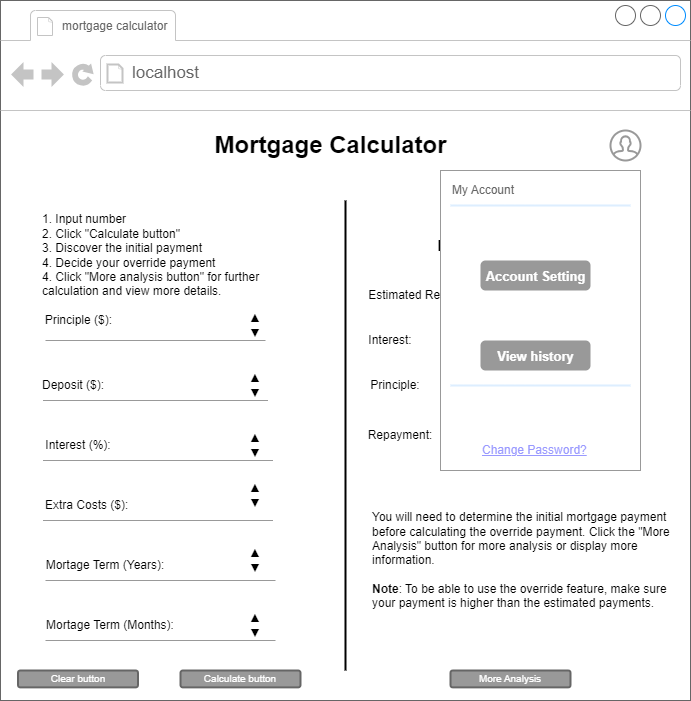 mortgage calculator
localhost
Mortgage Calculator
My Account
Account Setting
View history
Change Password?
1. Input number
2. Click "Calculate button"
3. Discover the initial payment
4. Decide your override payment
4. Click "More analysis button" for further
calculation and view more details.
Principle ($):
Deposit ($):
Interest (%):
Extra Costs ($):
Mortage Term (Years):
Mortage Term (Months):
Clear button
Calculate button
Estimated Re
Interest:
Principle:
Repayment:
You will need to determine the initial mortgage payment
before calculating the override payment. Click the "More
Analysis" button for more analysis or display more
information.
Note: To be able to use the override feature, make sure
your payment is higher than the estimated payments.
More Analysis